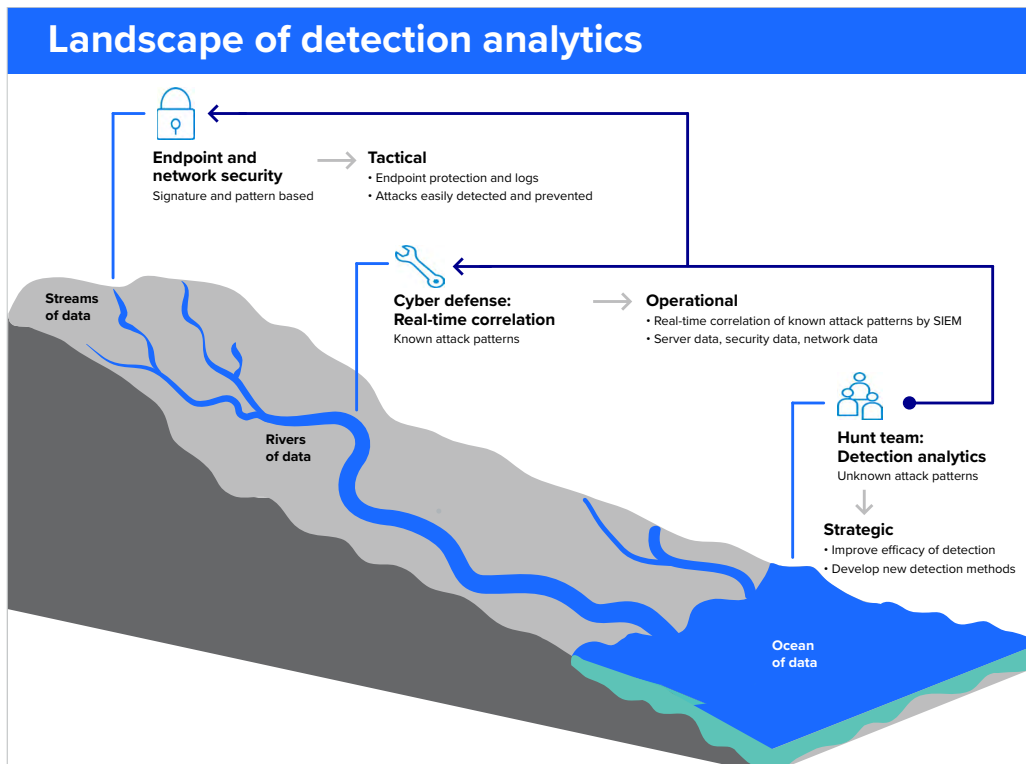 Landscape of detection analytics
Endpoint and
network security
Signature and pattern based
Tactical
• Endpoint protection and logs
• Attacks easily detected and prevented
Streams
of data
Cyber defense:
Real-time correlation
Known attack patterns
Operational
• Real-time correlation of known attack patterns by SIEM
• Server data, security data, network data
Rivers
of data
Hunt team:
Detection analytics
Unknown attack patterns
Strategic
• Improve efficacy of detection
• Develop new detection methods
Ocean
of data